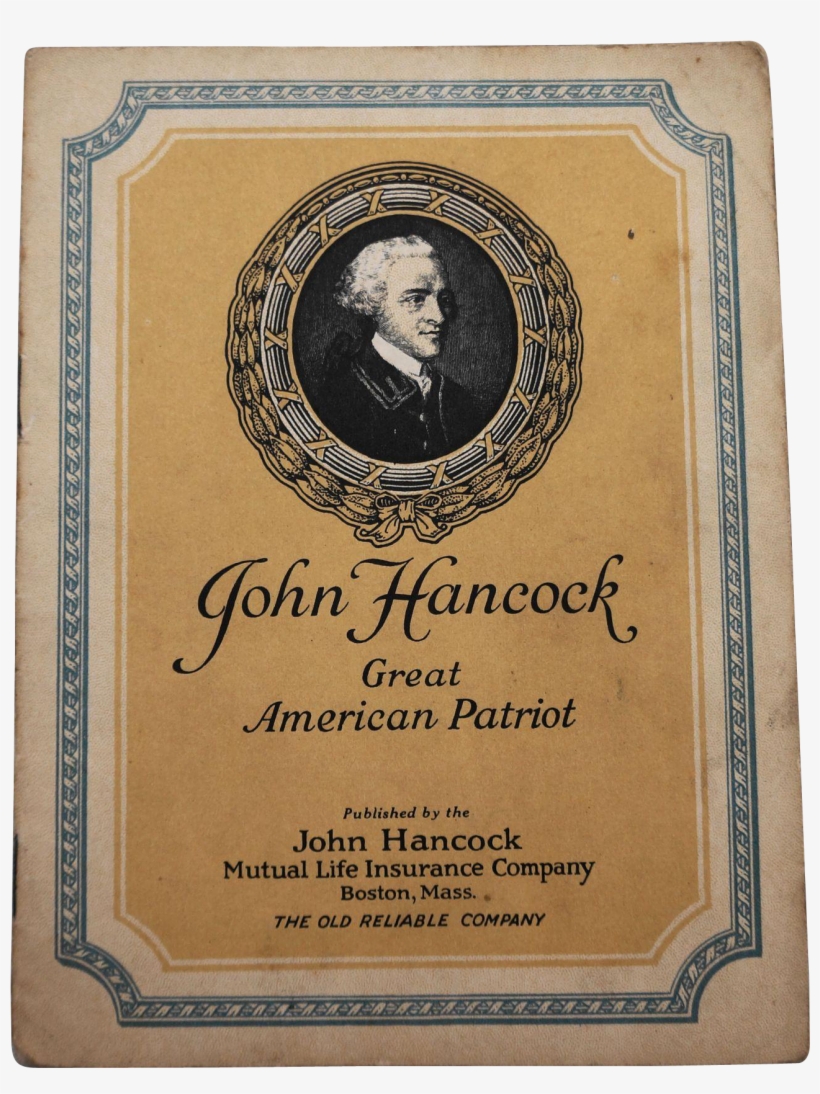 John Hancock
Great
American Patriot
Published by the
John Hancock
Mutual Life Insurance Company
Boston, Mass.
THE OLD RELIABLE COMPANY